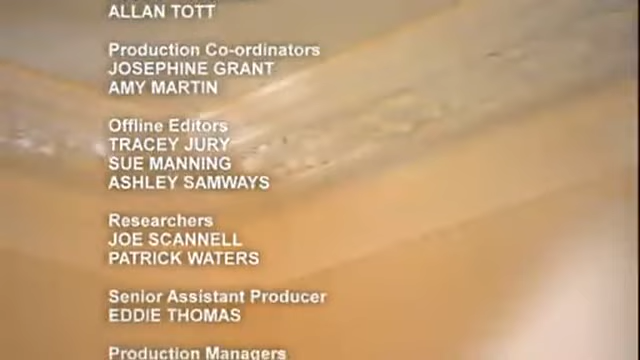 ALLAN TOTT
Production Co-ordinators
JOSEPHINE GRANT
AMY MARTIN
Offline Editors
TRACEY JURY
SUE MANNING
ASHLEY SAMWAYS
Researchers
JOE SCANNELL
PATRICK WATERS
Senior Assistant Producer
EDDIE THOMAS
Production Managers